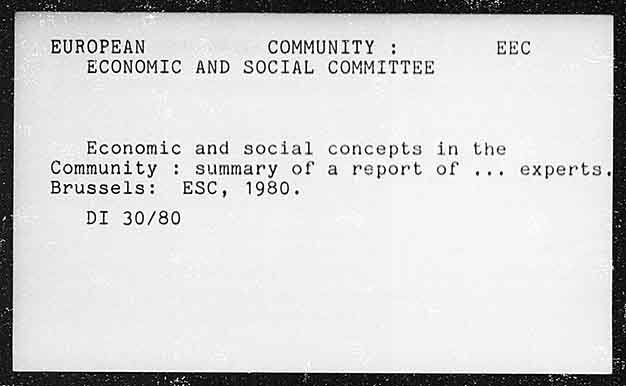 EUROPEAN COMMUNITY : EEC
ECONOMIC AND SOCIAL COMMITTEE
Economic and social concepts in the
Community : summary of a report of ... experts.
Brussels: ESC, 1980.
DI 30/80